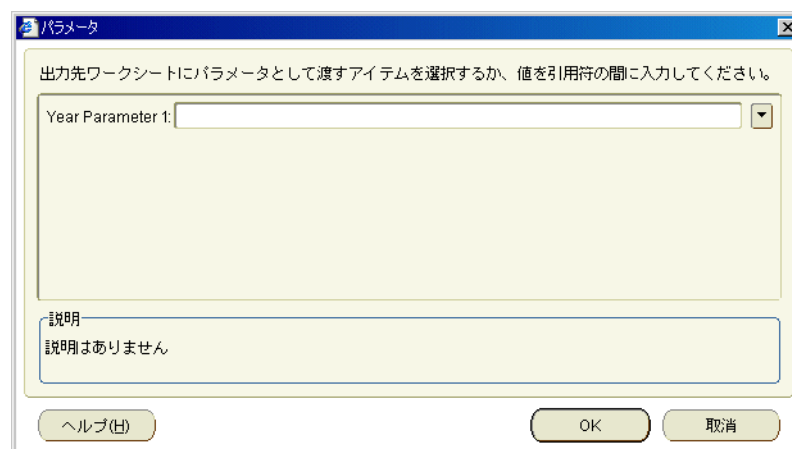 パラメータ
出力先ワークシートにパラメータとして渡すアイテムを選択するか、値を引用符の間に入力してください。
Year Parameter 1:
説明
説明はありません
ヘルプ(H) OK 取消